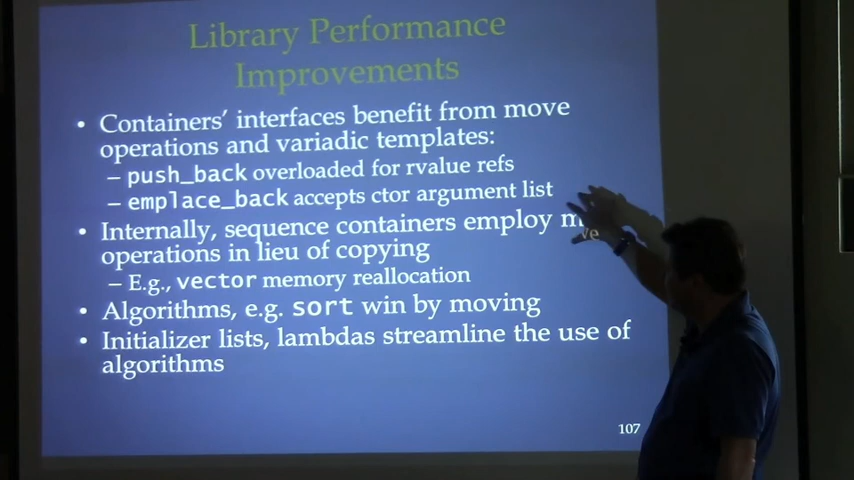 Library Performance
Improvements
• Containers' interfaces benefit from move
operations and variadic templates:
– push_back overloaded for rvalue refs
– emplace_back accepts ctor argument list
• Internally, sequence containers employ move
operations in lieu of copying
– E.g., vector memory reallocation
• Algorithms, e.g. sort win by moving
• Initializer lists, lambdas streamline the use of
algorithms
107